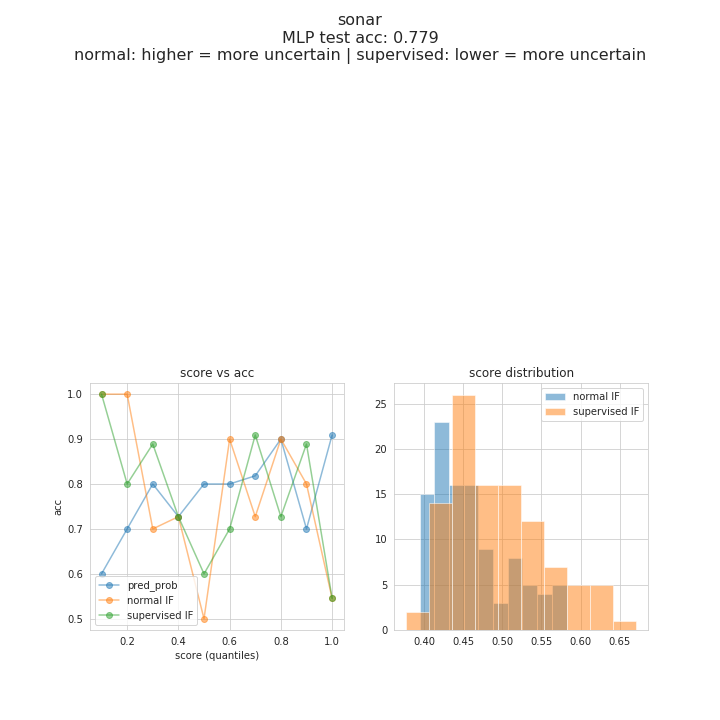 sonar
MLP test acc: 0.779
normal: higher = more uncertain | supervised: lower = more uncertain
score vs acc
1.0
0.9
0.8
0.7
0.6
0.5
acc
pred_prob
normal IF
supervised IF
0.2
0.4
0.6
0.8
1.0
score (quantiles)
score distribution
normal IF
supervised IF
25
20
15
10
5
0
0.40
0.45
0.50
0.55
0.60
0.65